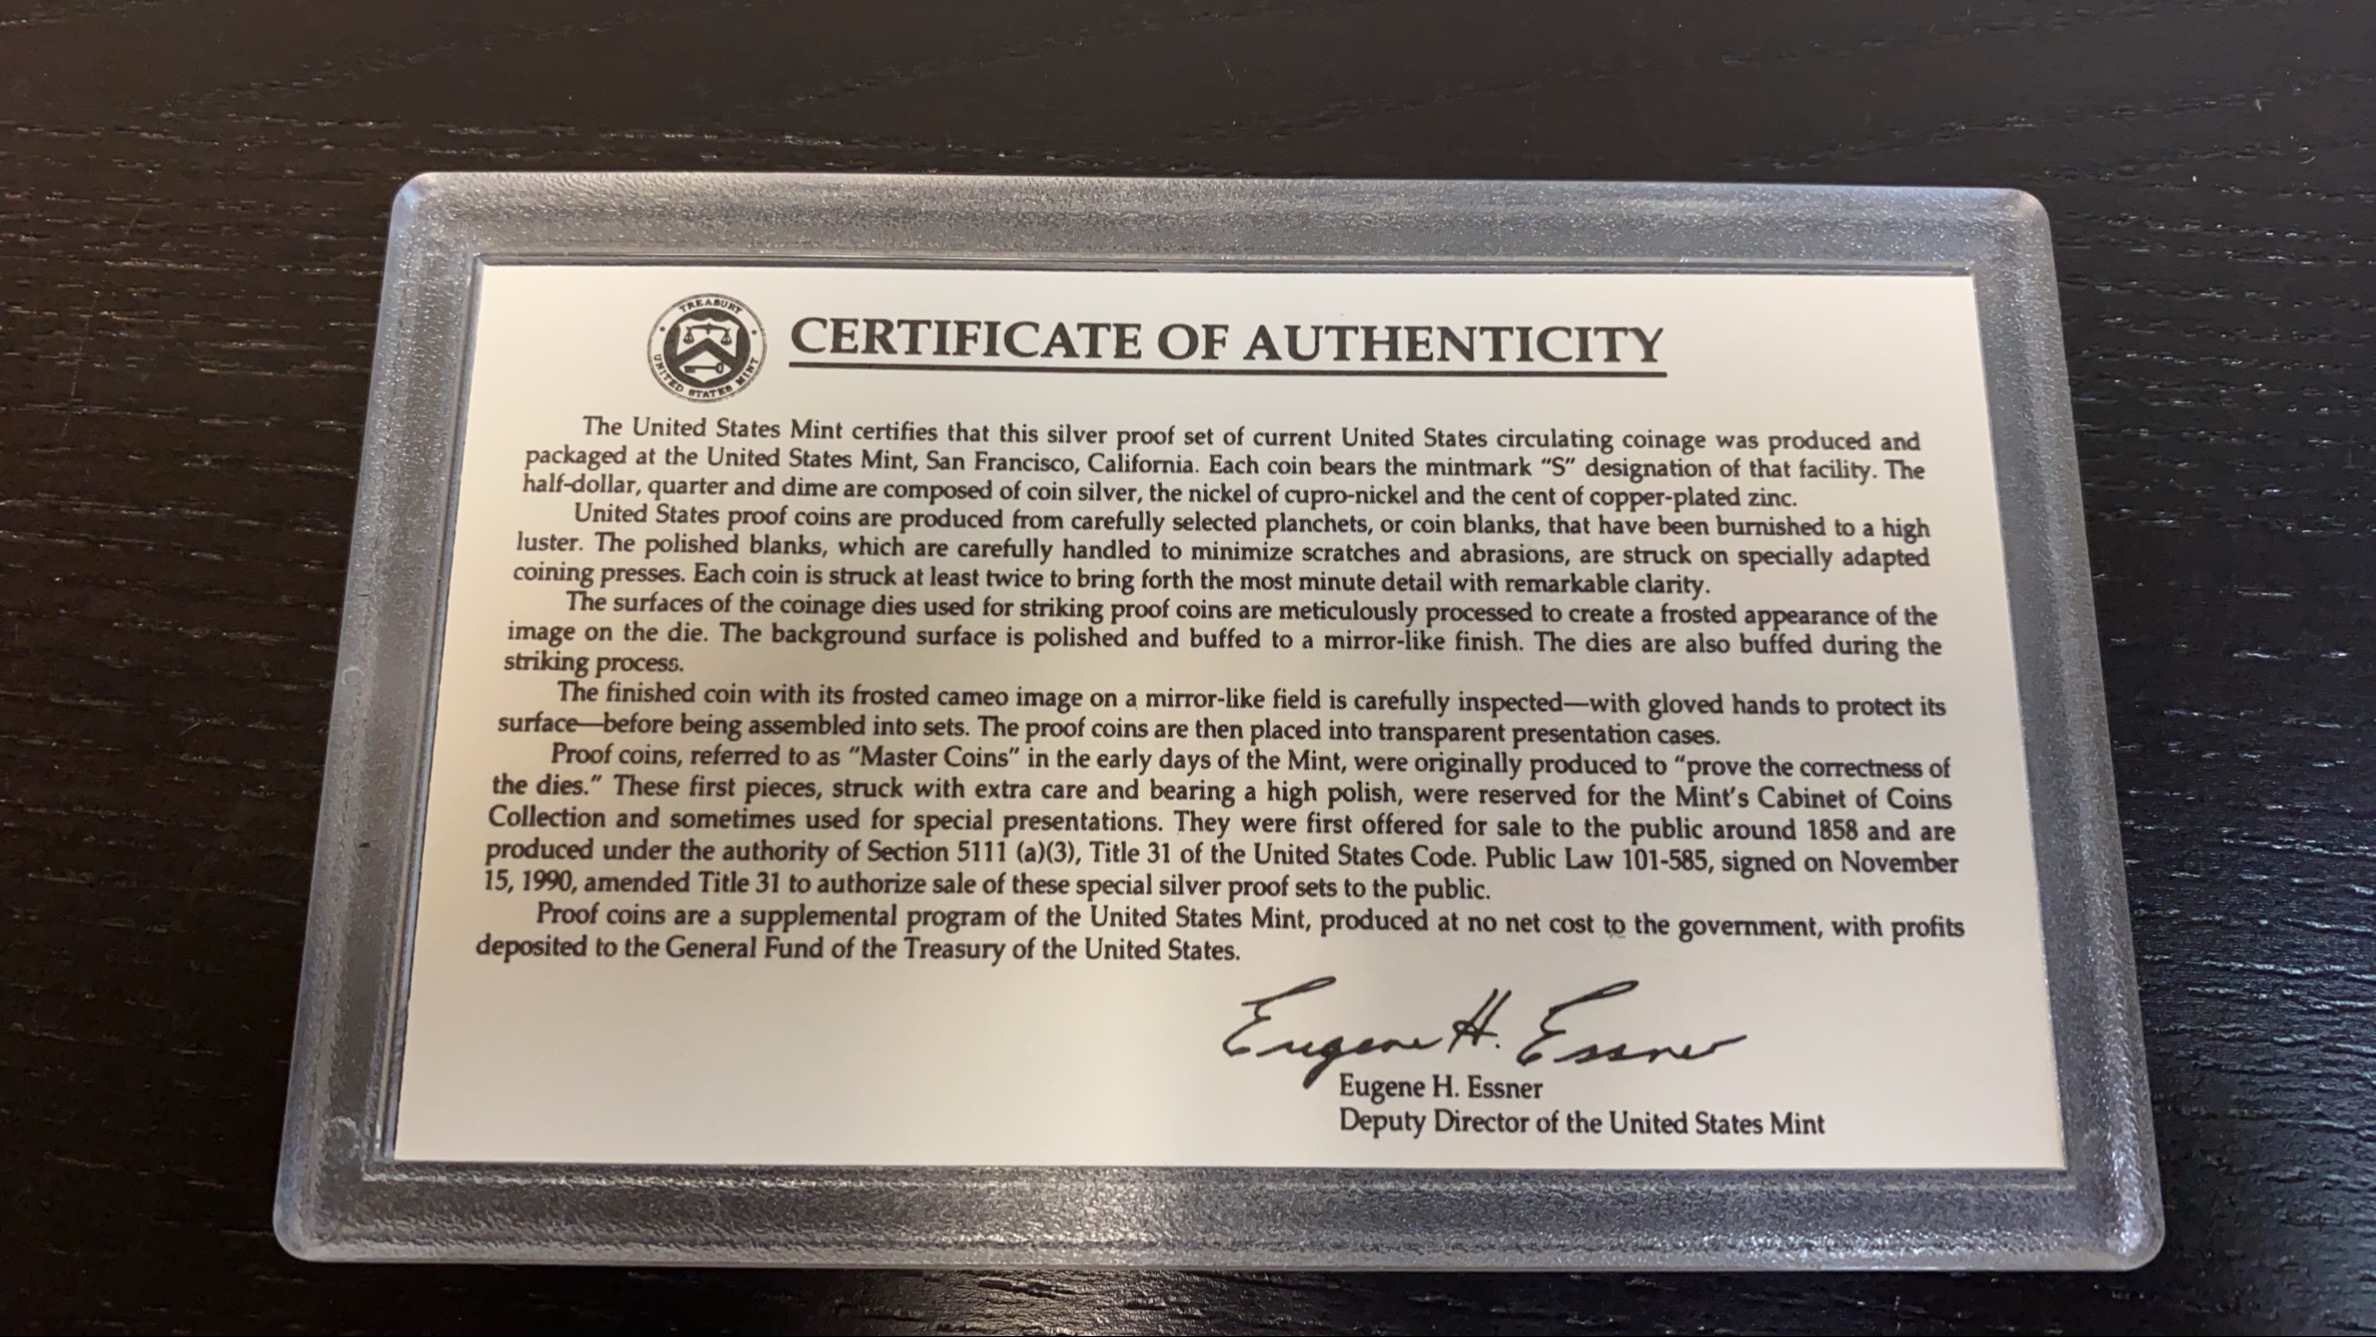 TREASURY
UNITED STATES MINT
CERTIFICATE OF AUTHENTICITY
The United States Mint certifies that this silver proof set of current United States circulating coinage was produced and
packaged at the United States Mint, San Francisco, California. Each coin bears the mintmark “S” designation of that facility. The
half-dollar, quarter and dime are composed of coin silver, the nickel of cupro-nickel and the cent of copper-plated zinc.
United States proof coins are produced from carefully selected planchets, or coin blanks, that have been burnished to a high
luster. The polished blanks, which are carefully handled to minimize scratches and abrasions, are struck on specially adapted
coining presses. Each coin is struck at least twice to bring forth the most minute detail with remarkable clarity.
The surfaces of the coinage dies used for striking proof coins are meticulously processed to create a frosted appearance of the
image on the die. The background surface is polished and buffed to a mirror-like finish. The dies are also buffed during the
striking process.
The finished coin with its frosted cameo image on a mirror-like field is carefully inspected—with gloved hands to protect its
surface—before being assembled into sets. The proof coins are then placed into transparent presentation cases.
Proof coins, referred to as “Master Coins” in the early days of the Mint, were originally produced to “prove the correctness of
the dies.” These first pieces, struck with extra care and bearing a high polish, were reserved for the Mint’s Cabinet of Coins
Collection and sometimes used for special presentations. They were first offered for sale to the public around 1858 and are
produced under the authority of Section 5111 (a)(3), Title 31 of the United States Code. Public Law 101-585, signed on November
15, 1990, amended Title 31 to authorize sale of these special silver proof sets to the public.
Proof coins are a supplemental program of the United States Mint, produced at no net cost to the government, with profits
deposited to the General Fund of the Treasury of the United States.
Eugene H. Essner
Eugene H. Essner
Deputy Director of the United States Mint